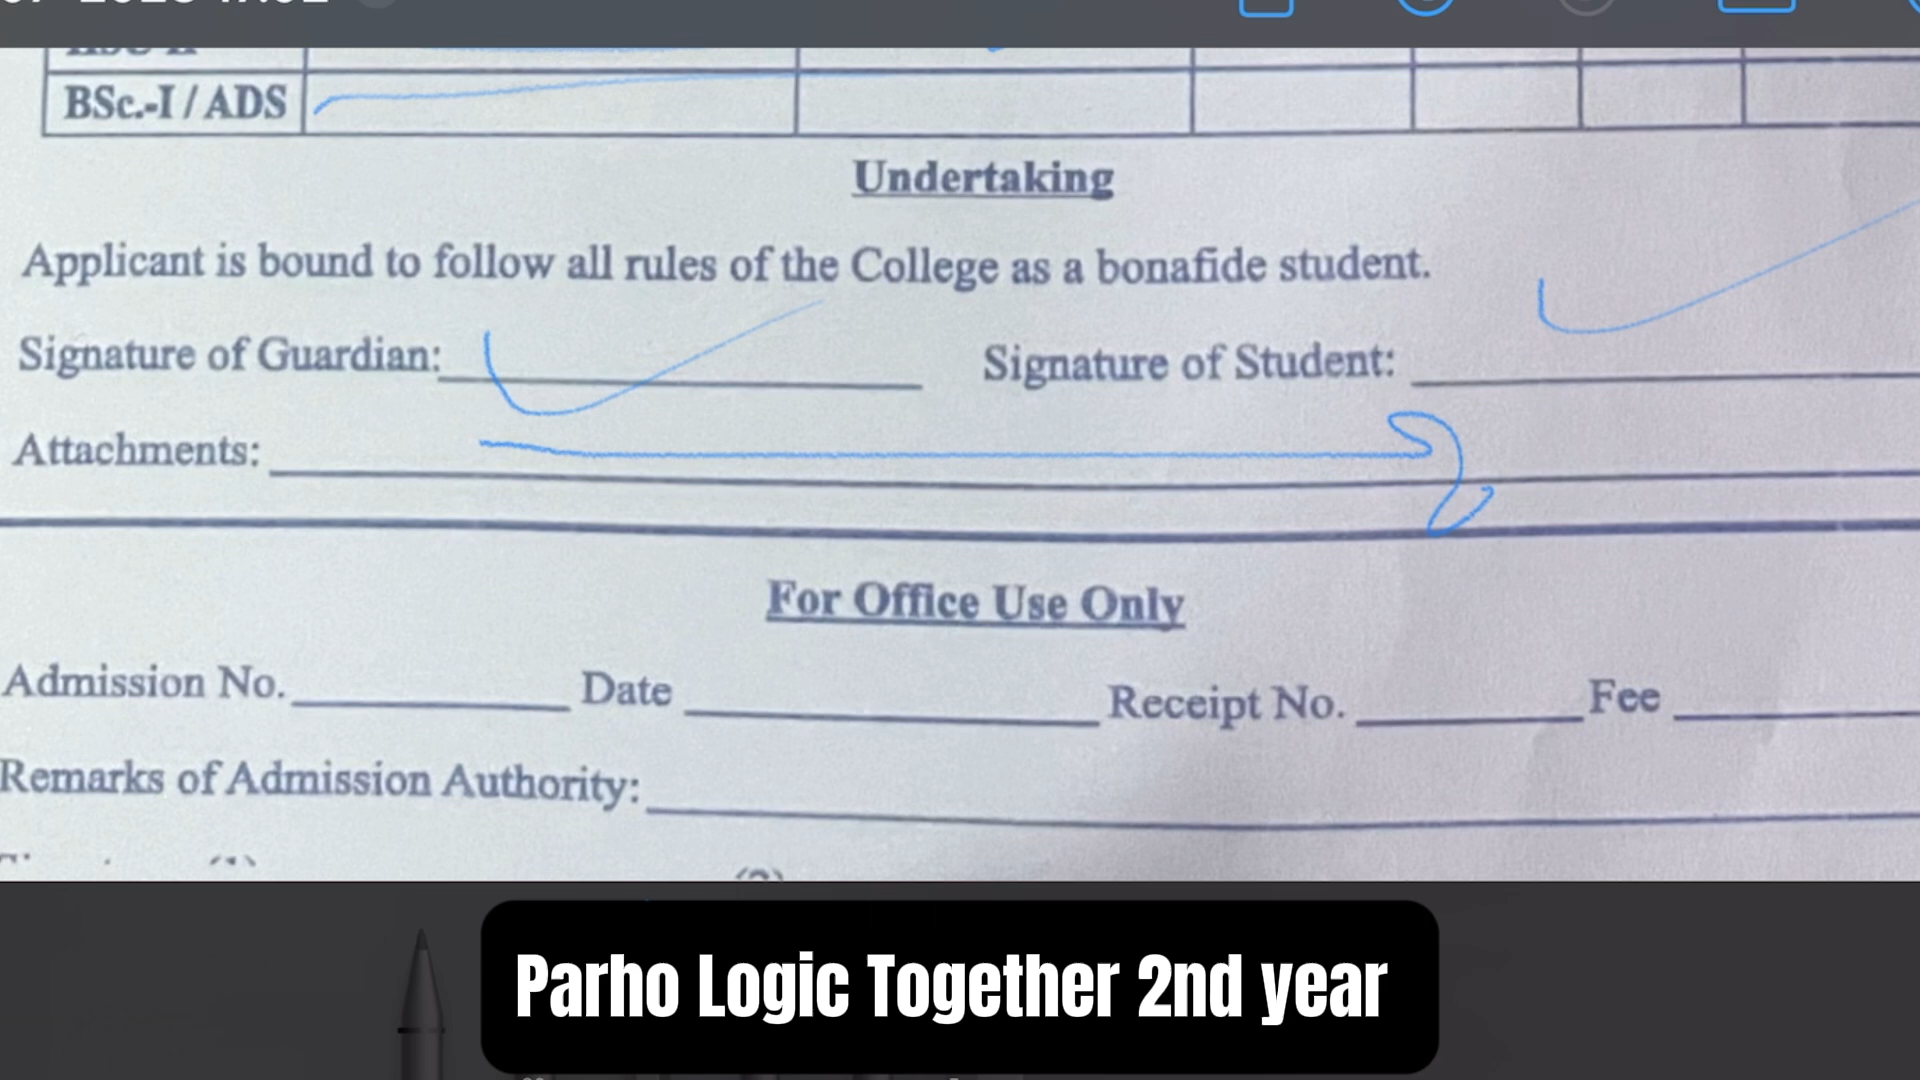 BSc.-I / ADS
Undertaking
Applicant is bound to follow all rules of the College as a bonafide student.
Signature of Guardian: Signature of Student:
Attachments:
For Office Use Only
Admission No. Date Receipt No. Fee
Remarks of Admission Authority:
Parho Logic Together 2nd year